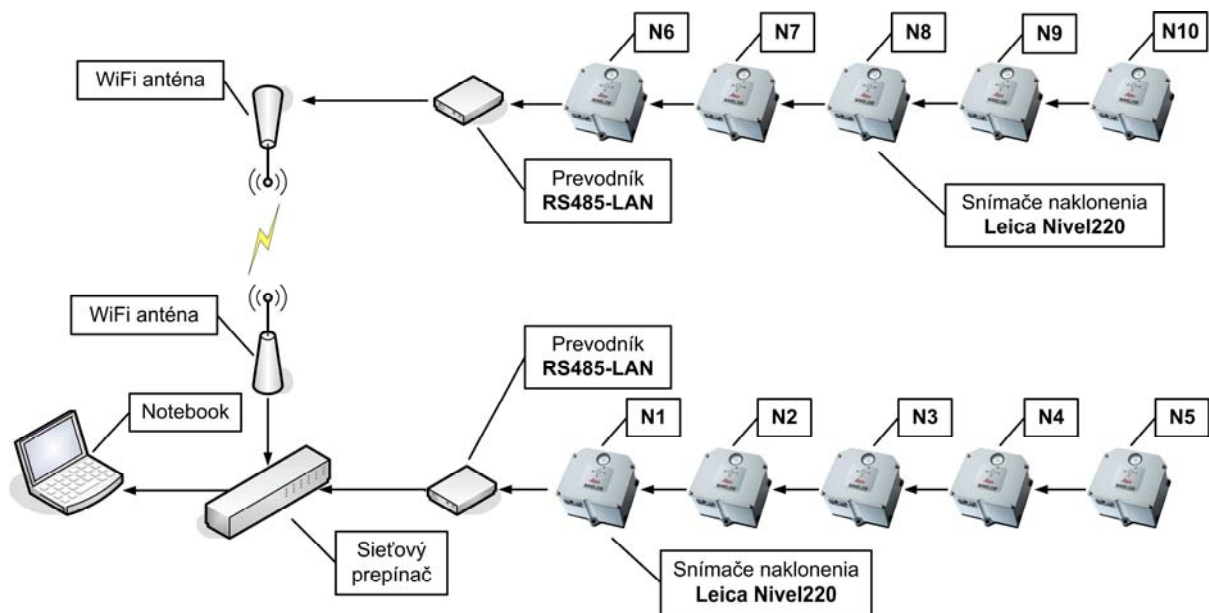 N6
N7
N8
N9
N10
WiFi anténa
Prevodník
RS485-LAN
Snímače naklonenia
Leica Nivel220
WiFi anténa
Prevodník
RS485-LAN
Notebook
N1
N2
N3
N4
N5
Sieťový
prepínač
Snímače naklonenia
Leica Nivel220